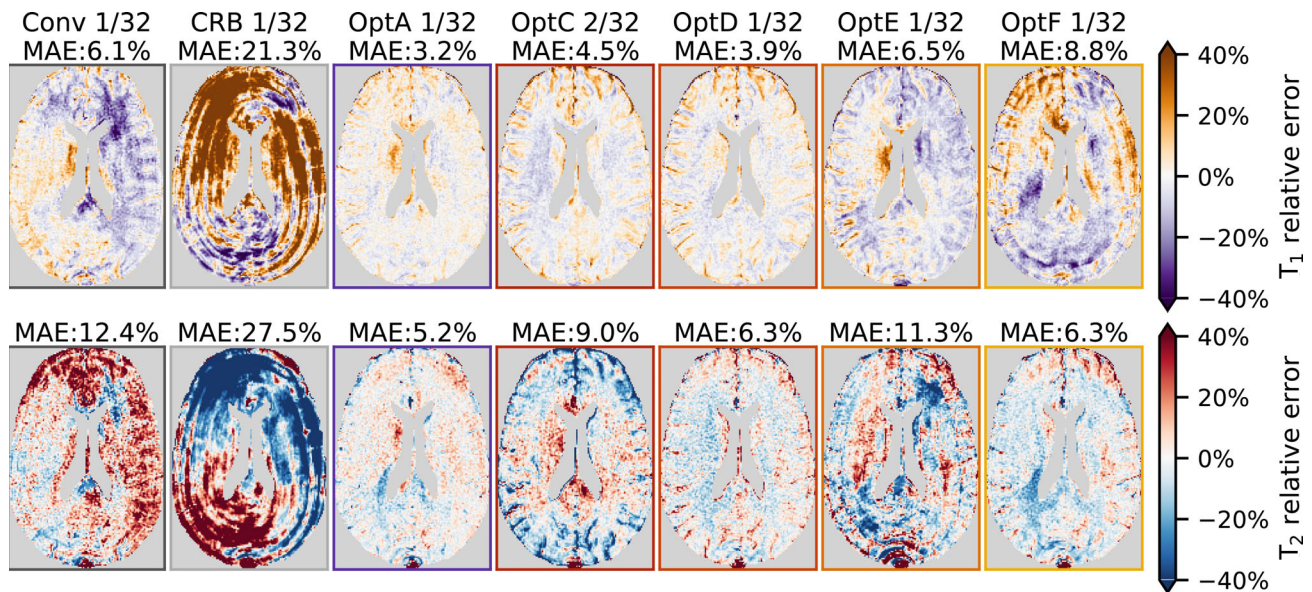 Conv 1/32 CRB 1/32 OptA 1/32 OptC 2/32 OptD 1/32 OptE 1/32 OptF 1/32
MAE:6.1% MAE:21.3% MAE:3.2% MAE:4.5% MAE:3.9% MAE:6.5% MAE:8.8%
40%
20%
0%
−20%
−40%
T1 relative error
MAE:12.4% MAE:27.5% MAE:5.2% MAE:9.0% MAE:6.3% MAE:11.3% MAE:6.3%
40%
20%
0%
−20%
−40%
T2 relative error